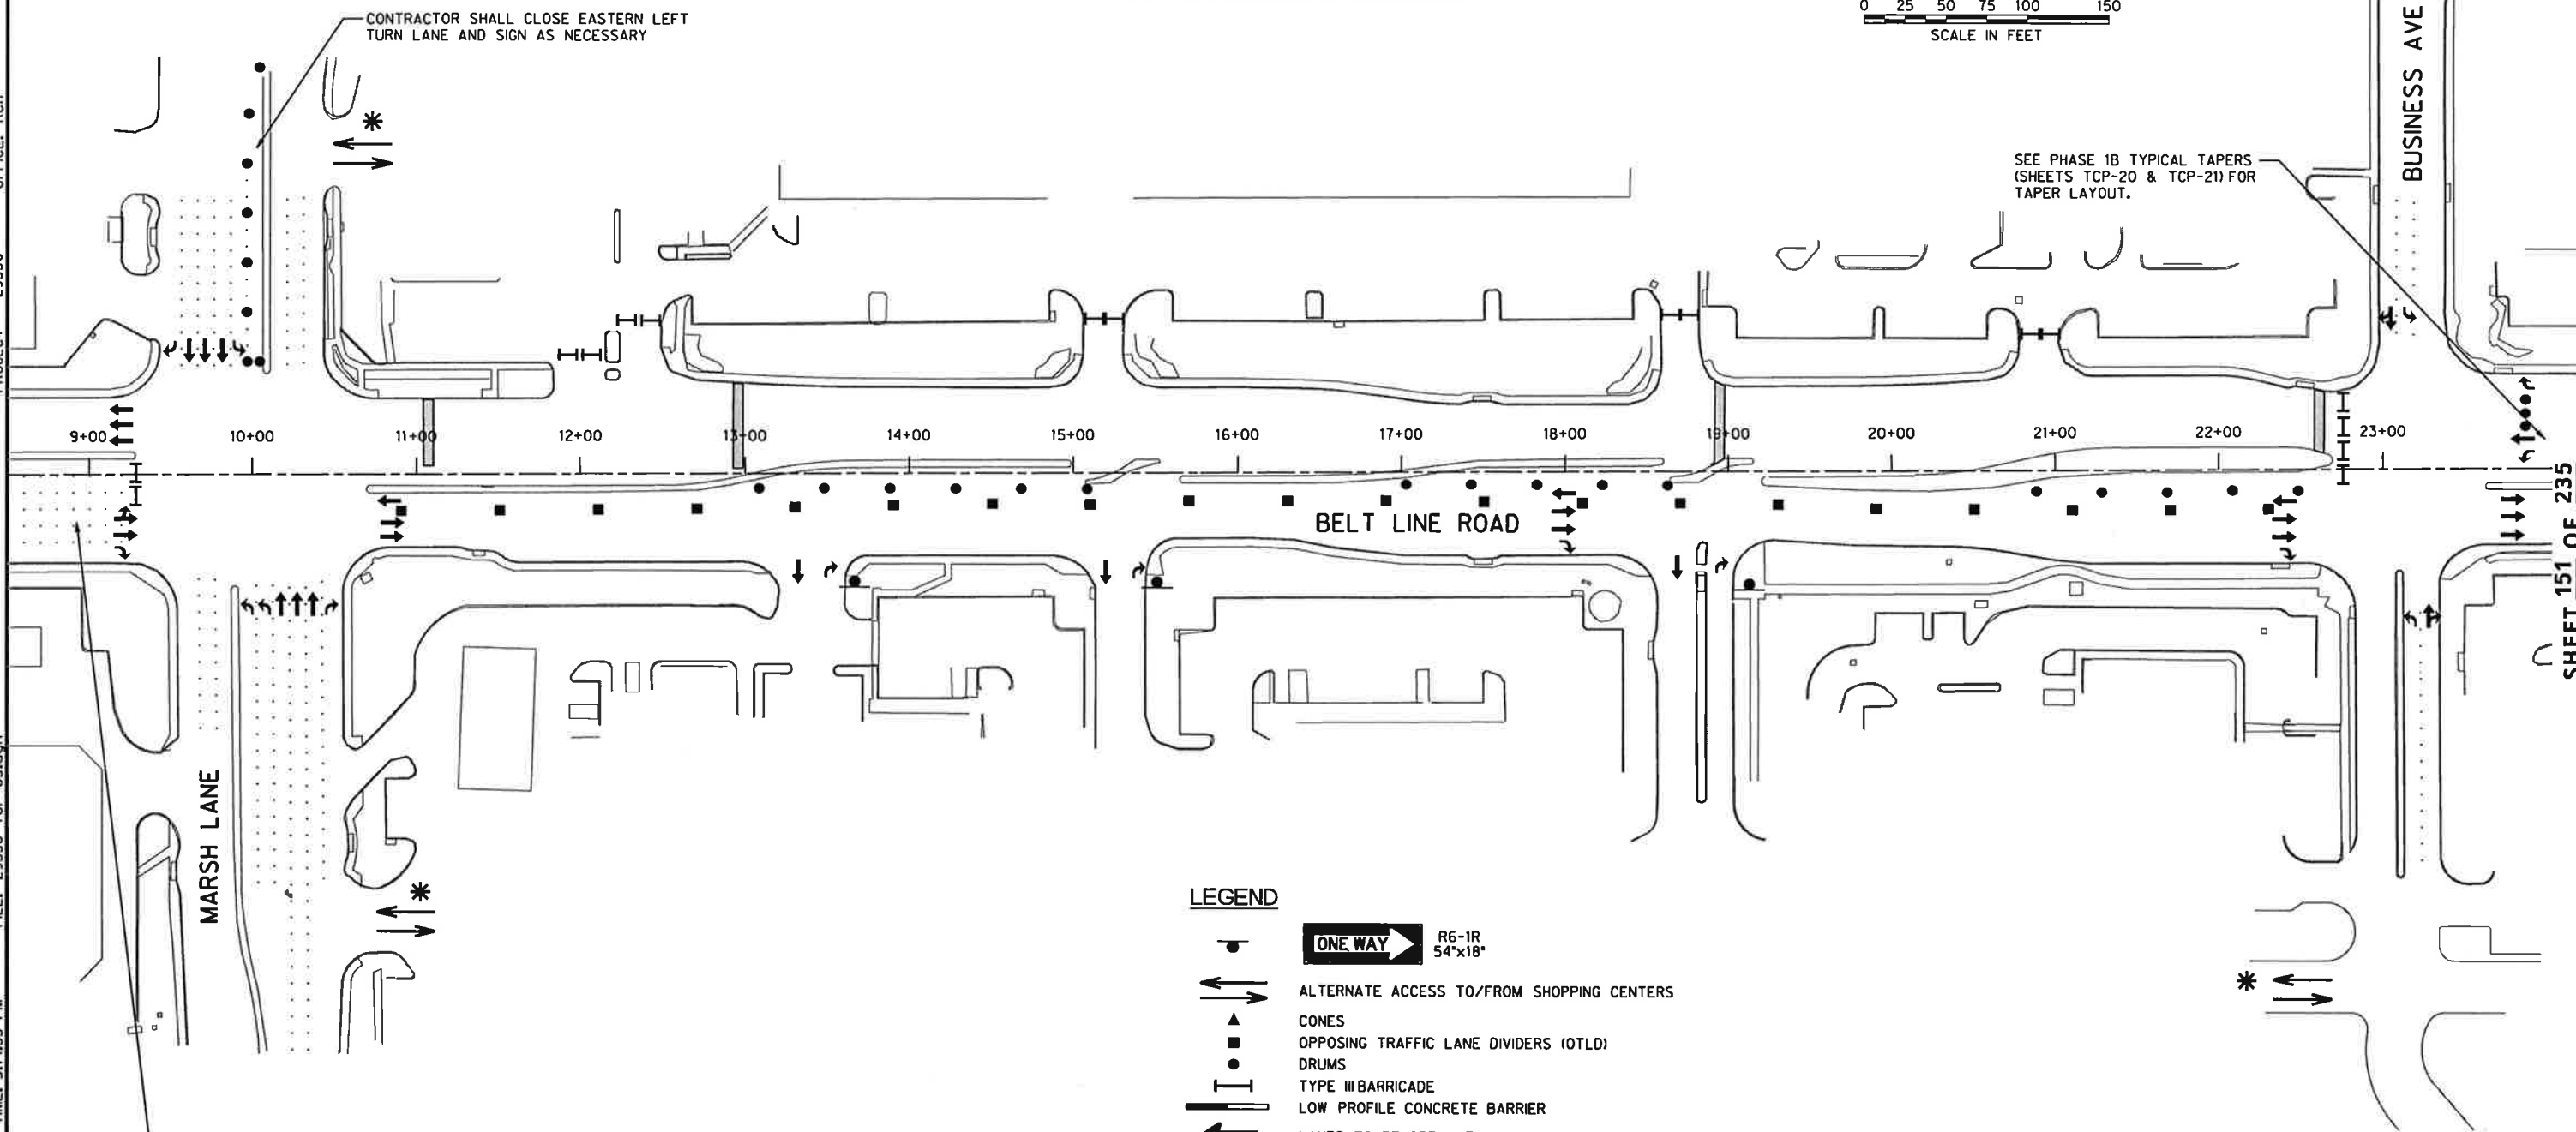 CONTRACTOR SHALL CLOSE EASTERN LEFT
TURN LANE AND SIGN AS NECESSARY
0 25 50 75 100 150
SCALE IN FEET
BUSINESS AVE
SEE PHASE 1B TYPICAL TAPERS
(SHEETS TCP-20 & TCP-21) FOR
TAPER LAYOUT.
9+00 10+00 11+00 12+00 13+00 14+00 15+00 16+00 17+00 18+00 19+00 20+00 21+00 22+00 23+00
BELT LINE ROAD
SHEET 151 OF 235
MARSH LANE
LEGEND
ONE WAY
R6-1R
54"x18"
ALTERNATE ACCESS TO/FROM SHOPPING CENTERS
CONES
OPPOSING TRAFFIC LANE DIVIDERS (OTLD)
DRUMS
TYPE III BARRICADE
LOW PROFILE CONCRETE BARRIER